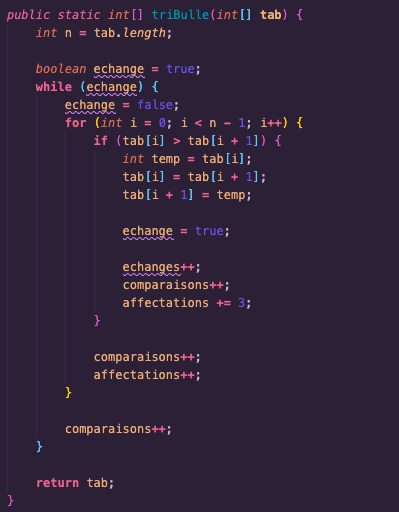 public static int[] triBulle(int[] tab) {
    int n = tab.length;

    boolean echange = true;
    while (echange) {
        echange = false;
        for (int i = 0; i < n - 1; i++) {
            if (tab[i] > tab[i + 1]) {
                int temp = tab[i];
                tab[i] = tab[i + 1];
                tab[i + 1] = temp;

                echange = true;

                echanges++;
                comparaisons++;
                affectations += 3;
            }

            comparaisons++;
            affectations++;
        }

        comparaisons++;
    }

    return tab;
}